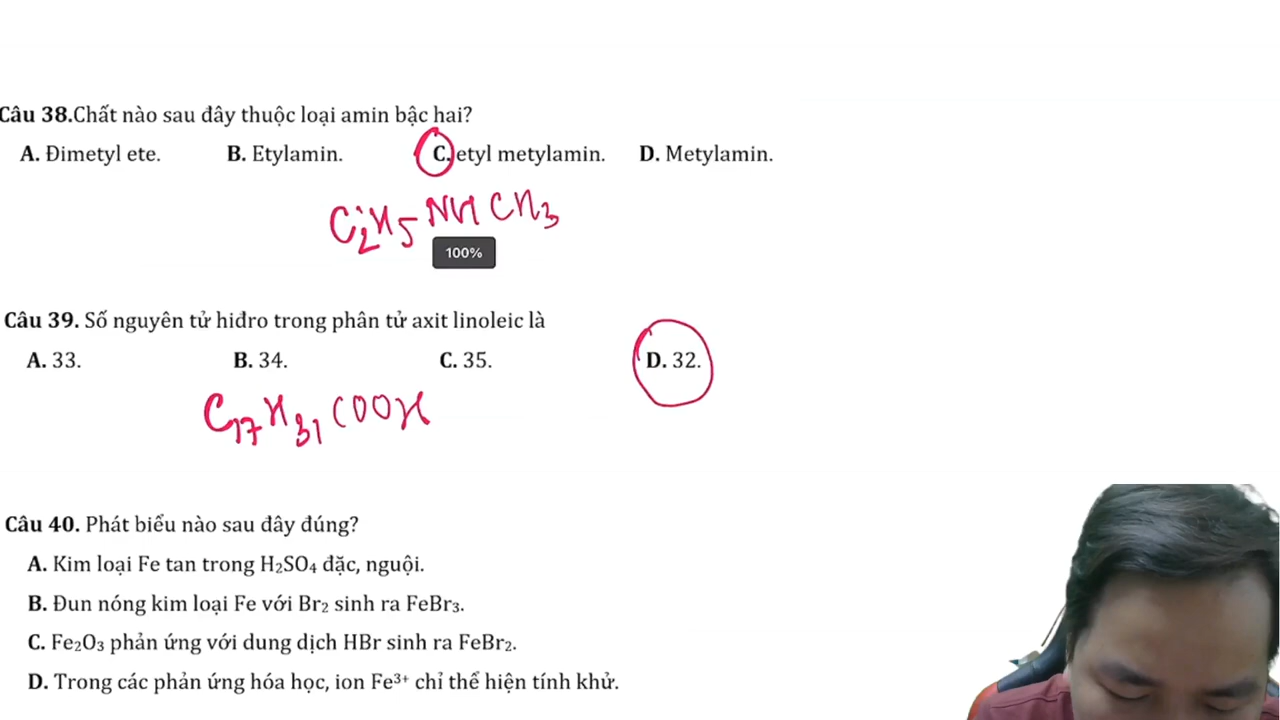 Câu 38.Chất nào sau đây thuộc loại amin bậc hai?
A. Đimetyl ete. B. Etylamin. C. etyl metylamin. D. Metylamin.
C₂H₅NHCH₃
100%
Câu 39. Số nguyên tử hiđro trong phân tử axit linoleic là
A. 33. B. 34. C. 35. D. 32.
C₁₇H₃₁COOH
Câu 40. Phát biểu nào sau đây đúng?
A. Kim loại Fe tan trong H₂SO₄ đặc, nguội.
B. Đun nóng kim loại Fe với Br₂ sinh ra FeBr₃.
C. Fe₂O₃ phản ứng với dung dịch HBr sinh ra FeBr₂.
D. Trong các phản ứng hóa học, ion Fe³⁺ chỉ thể hiện tính khử.